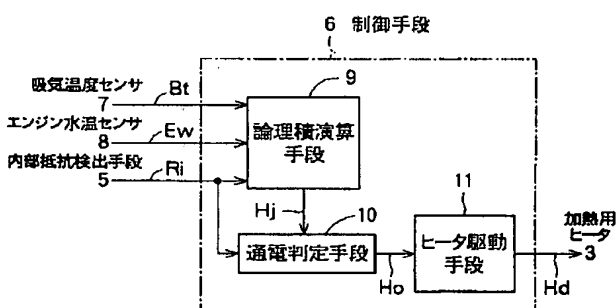 6 制御手段
吸気温度センサ
7
Bt
エンジン水温センサ
8
Ew
内部抵抗検出手段
5
Ri
9
論理積演算
手段
Hj
10
通電判定手段
Ho
11
ヒータ駆動
手段
Hd
加熱用
ヒータ
3